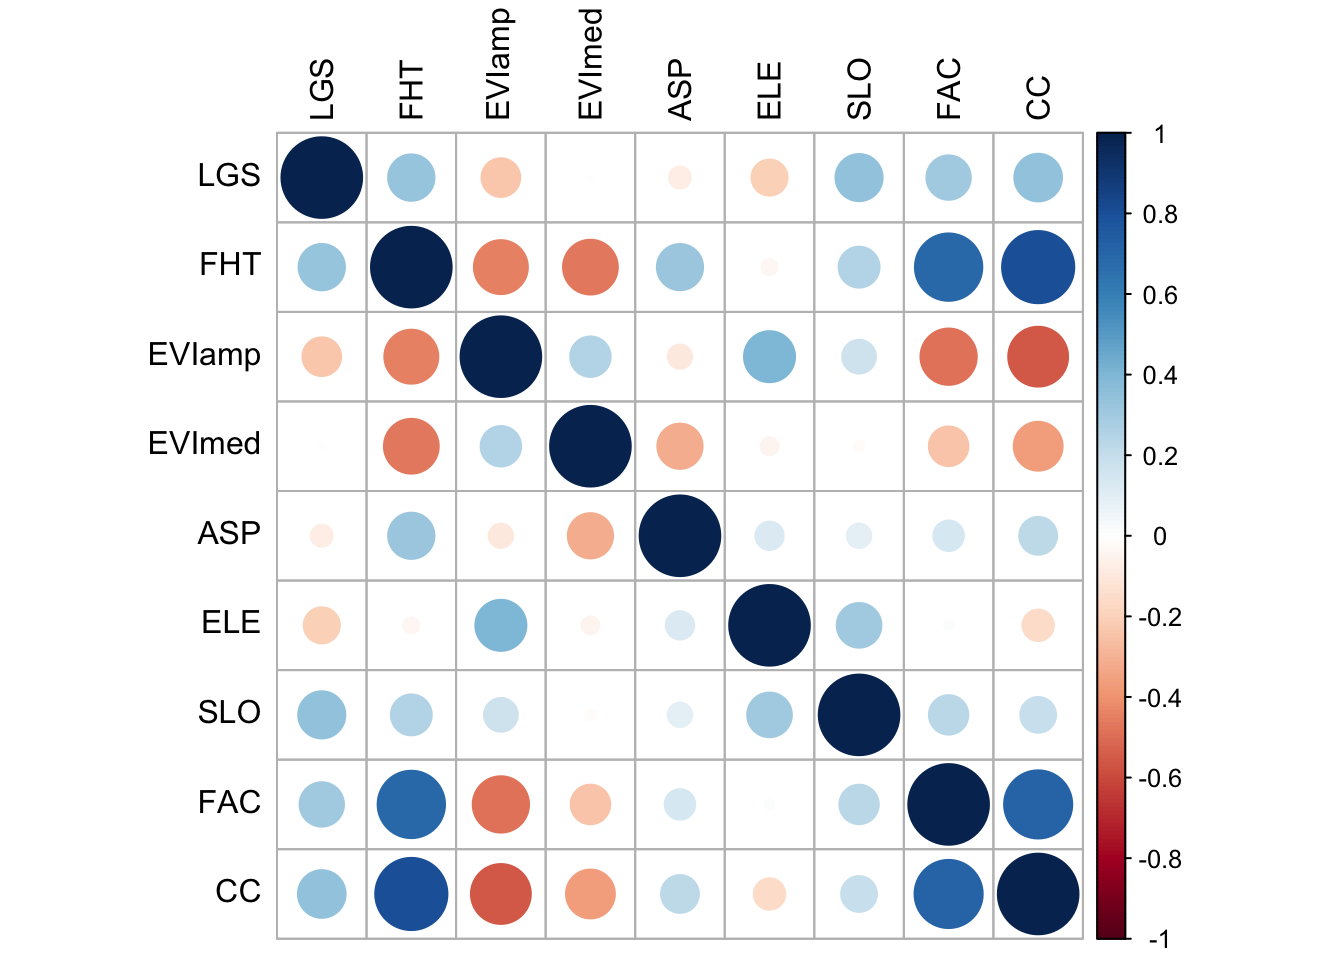 LGS FHT EVIamp EVImed ASP ELE SLO FAC CC
LGS
FHT
EVIamp
EVImed
ASP
ELE
SLO
FAC
CC
1
0.8
0.6
0.4
0.2
0
-0.2
-0.4
-0.6
-0.8
-1